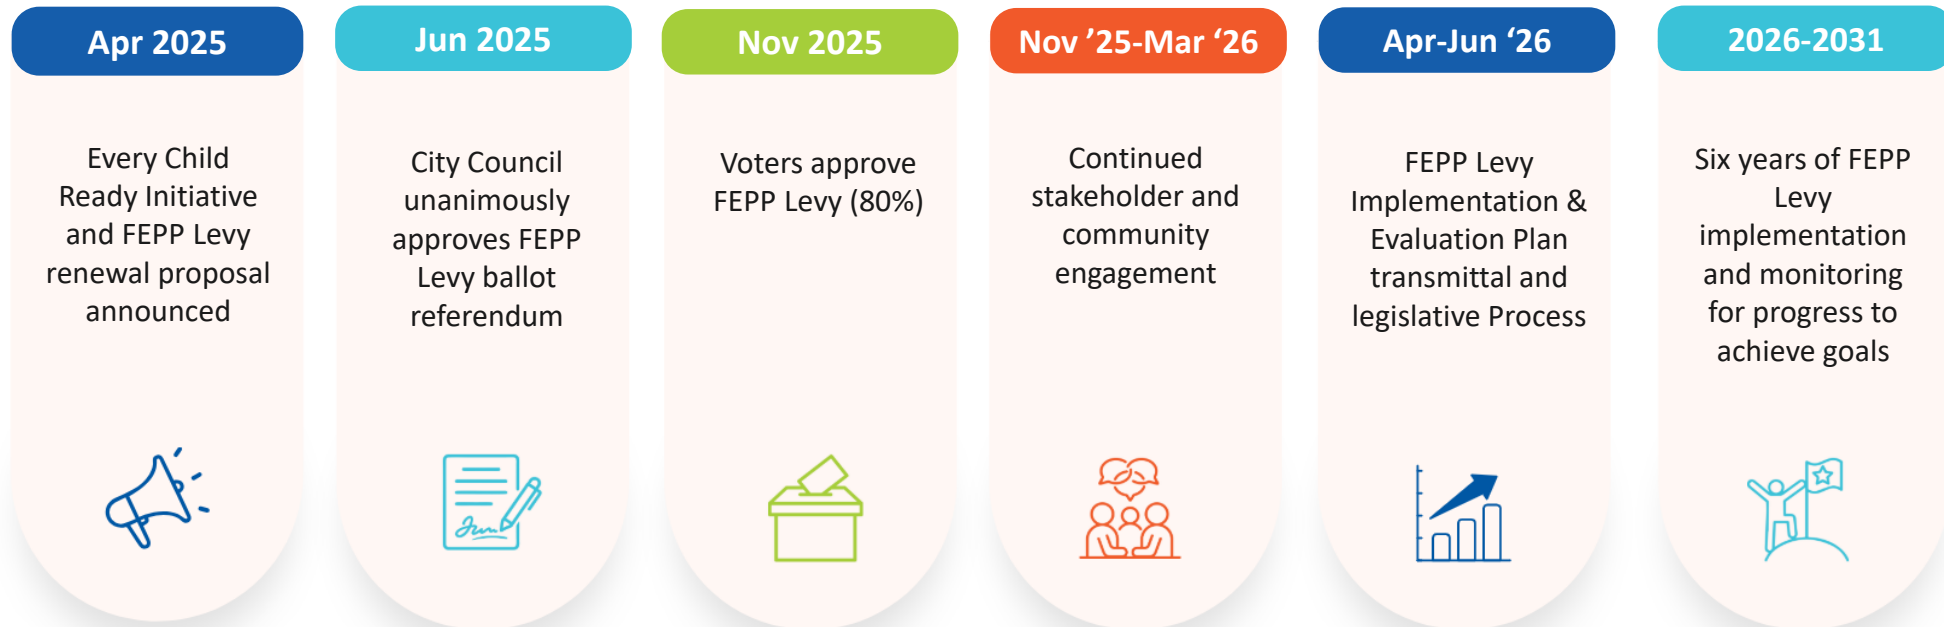 Apr 2025
Every Child
Ready Initiative
and FEPP Levy
renewal proposal
announced
Jun 2025
City Council
unanimously
approves FEPP
Levy ballot
referendum
Nov 2025
Voters approve
FEPP Levy (80%)
Nov ’25-Mar ‘26
Continued
stakeholder and
community
engagement
Apr-Jun ‘26
FEPP Levy
Implementation &
Evaluation Plan
transmittal and
legislative Process
2026-2031
Six years of FEPP
Levy
implementation
and monitoring
for progress to
achieve goals